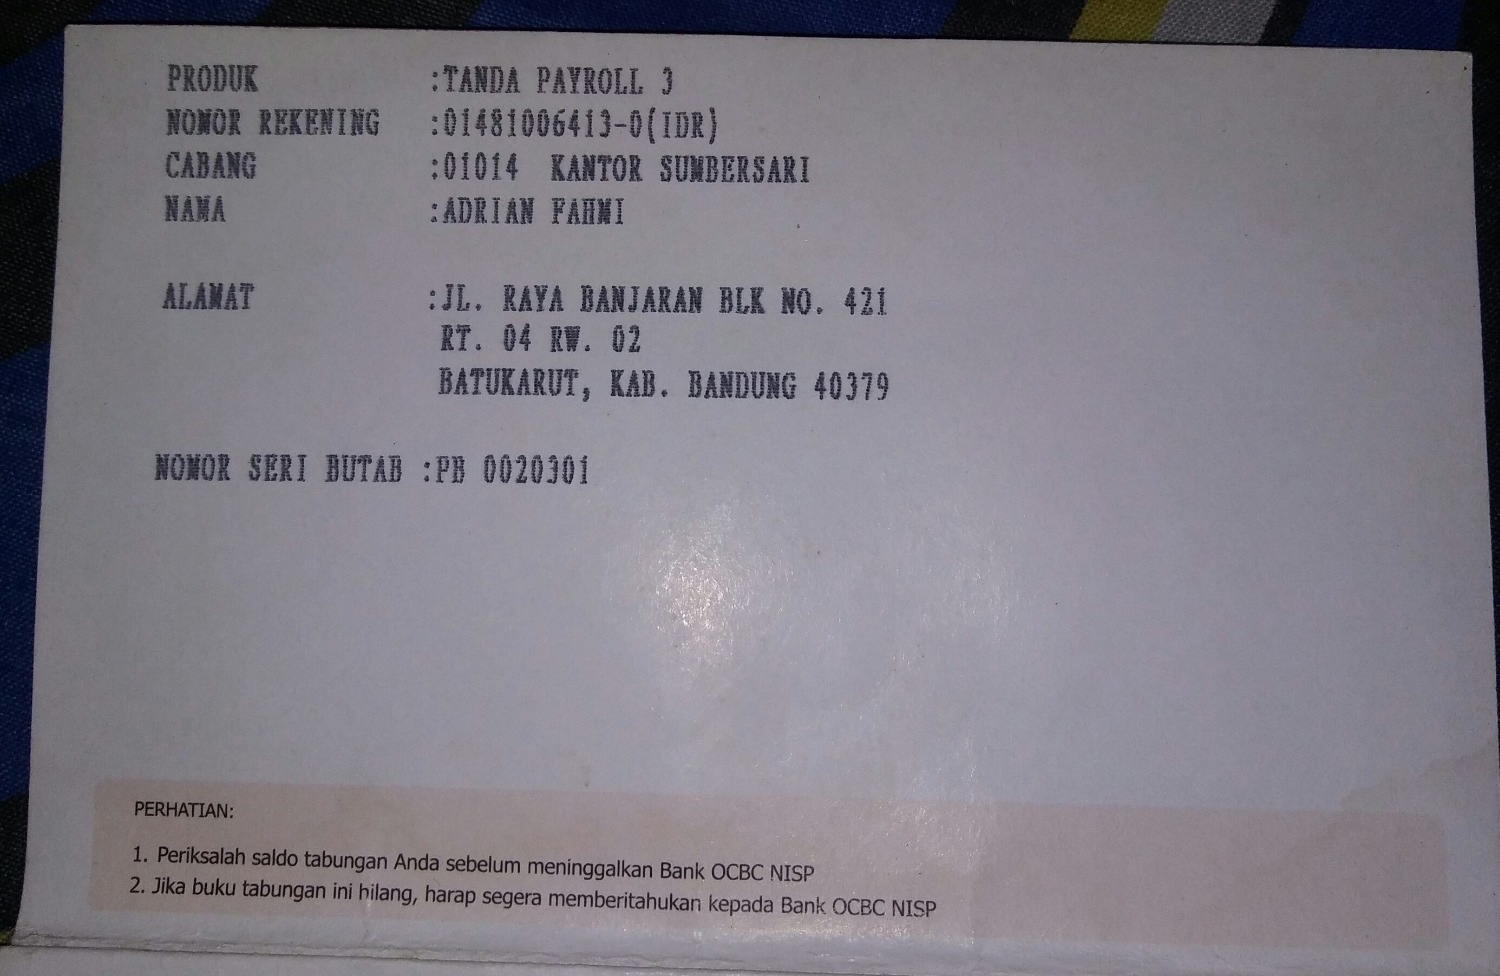 PRODUK :TANDA PAYROLL 3
NOMOR REKENING :01481006413-0(IDR)
CABANG :01014 KANTOR SUMBERSARI
NAMA :ADRIAN FAHMI
ALAMAT :JL. RAYA BANJARAN BLK NO. 421
RT. 04 RW. 02
BATUKARUT, KAB. BANDUNG 40379
NOMOR SERI BUTAB :PB 0020301
PERHATIAN:
1. Periksalah saldo tabungan Anda sebelum meninggalkan Bank OCBC NISP
2. Jika buku tabungan ini hilang, harap segera memberitahukan kepada Bank OCBC NISP